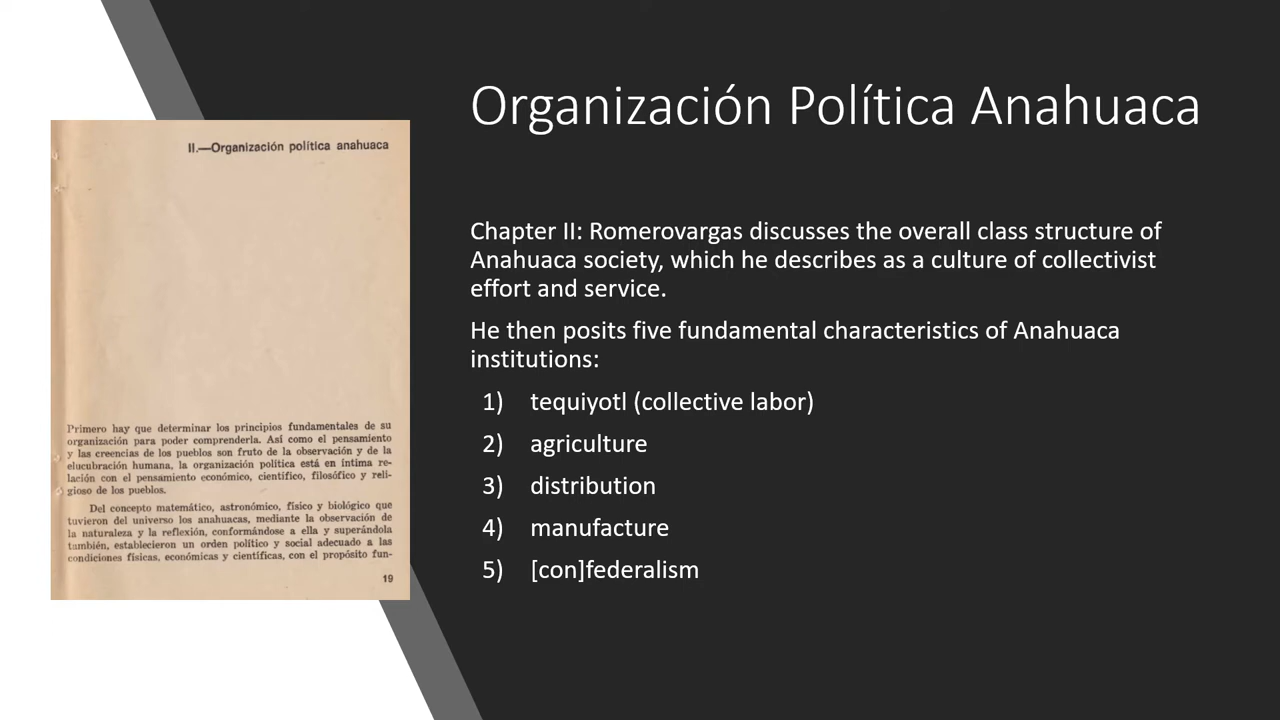 Organización Política Anahuaca
II.—Organización política anahuaca
Primero hay que determinar los principios fundamentales de su
organización para poder comprenderla. Así como el pensamiento
y las creencias de los pueblos son fruto de la observación y de la
elucubración humana, la organización política está en íntima re-
lación con el pensamiento económico, científico, filosófico y reli-
gioso de los pueblos.
Del concepto matemático, astronómico, físico y biológico que
tuvieron del universo los anahuacas, mediante la observación de
la naturaleza y la reflexión, conformándose a ella y superándola
también, establecieron un orden político y social adecuado a las
condiciones físicas, económicas y científicas, con el propósito fun-
19
Chapter II: Romerovargas discusses the overall class structure of
Anahuaca society, which he describes as a culture of collectivist
effort and service.
He then posits five fundamental characteristics of Anahuaca
institutions:
1) tequiyotl (collective labor)
2) agriculture
3) distribution
4) manufacture
5) [con]federalism